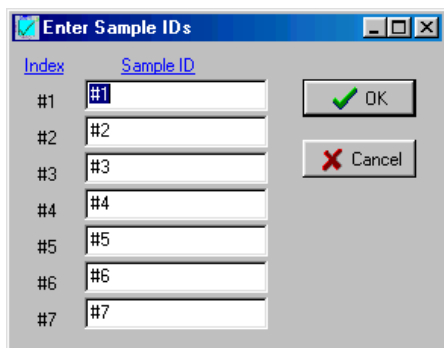 Enter Sample IDs
Index Sample ID
#1 #1 OK
#2 #2
#3 #3 Cancel
#4 #4
#5 #5
#6 #6
#7 #7